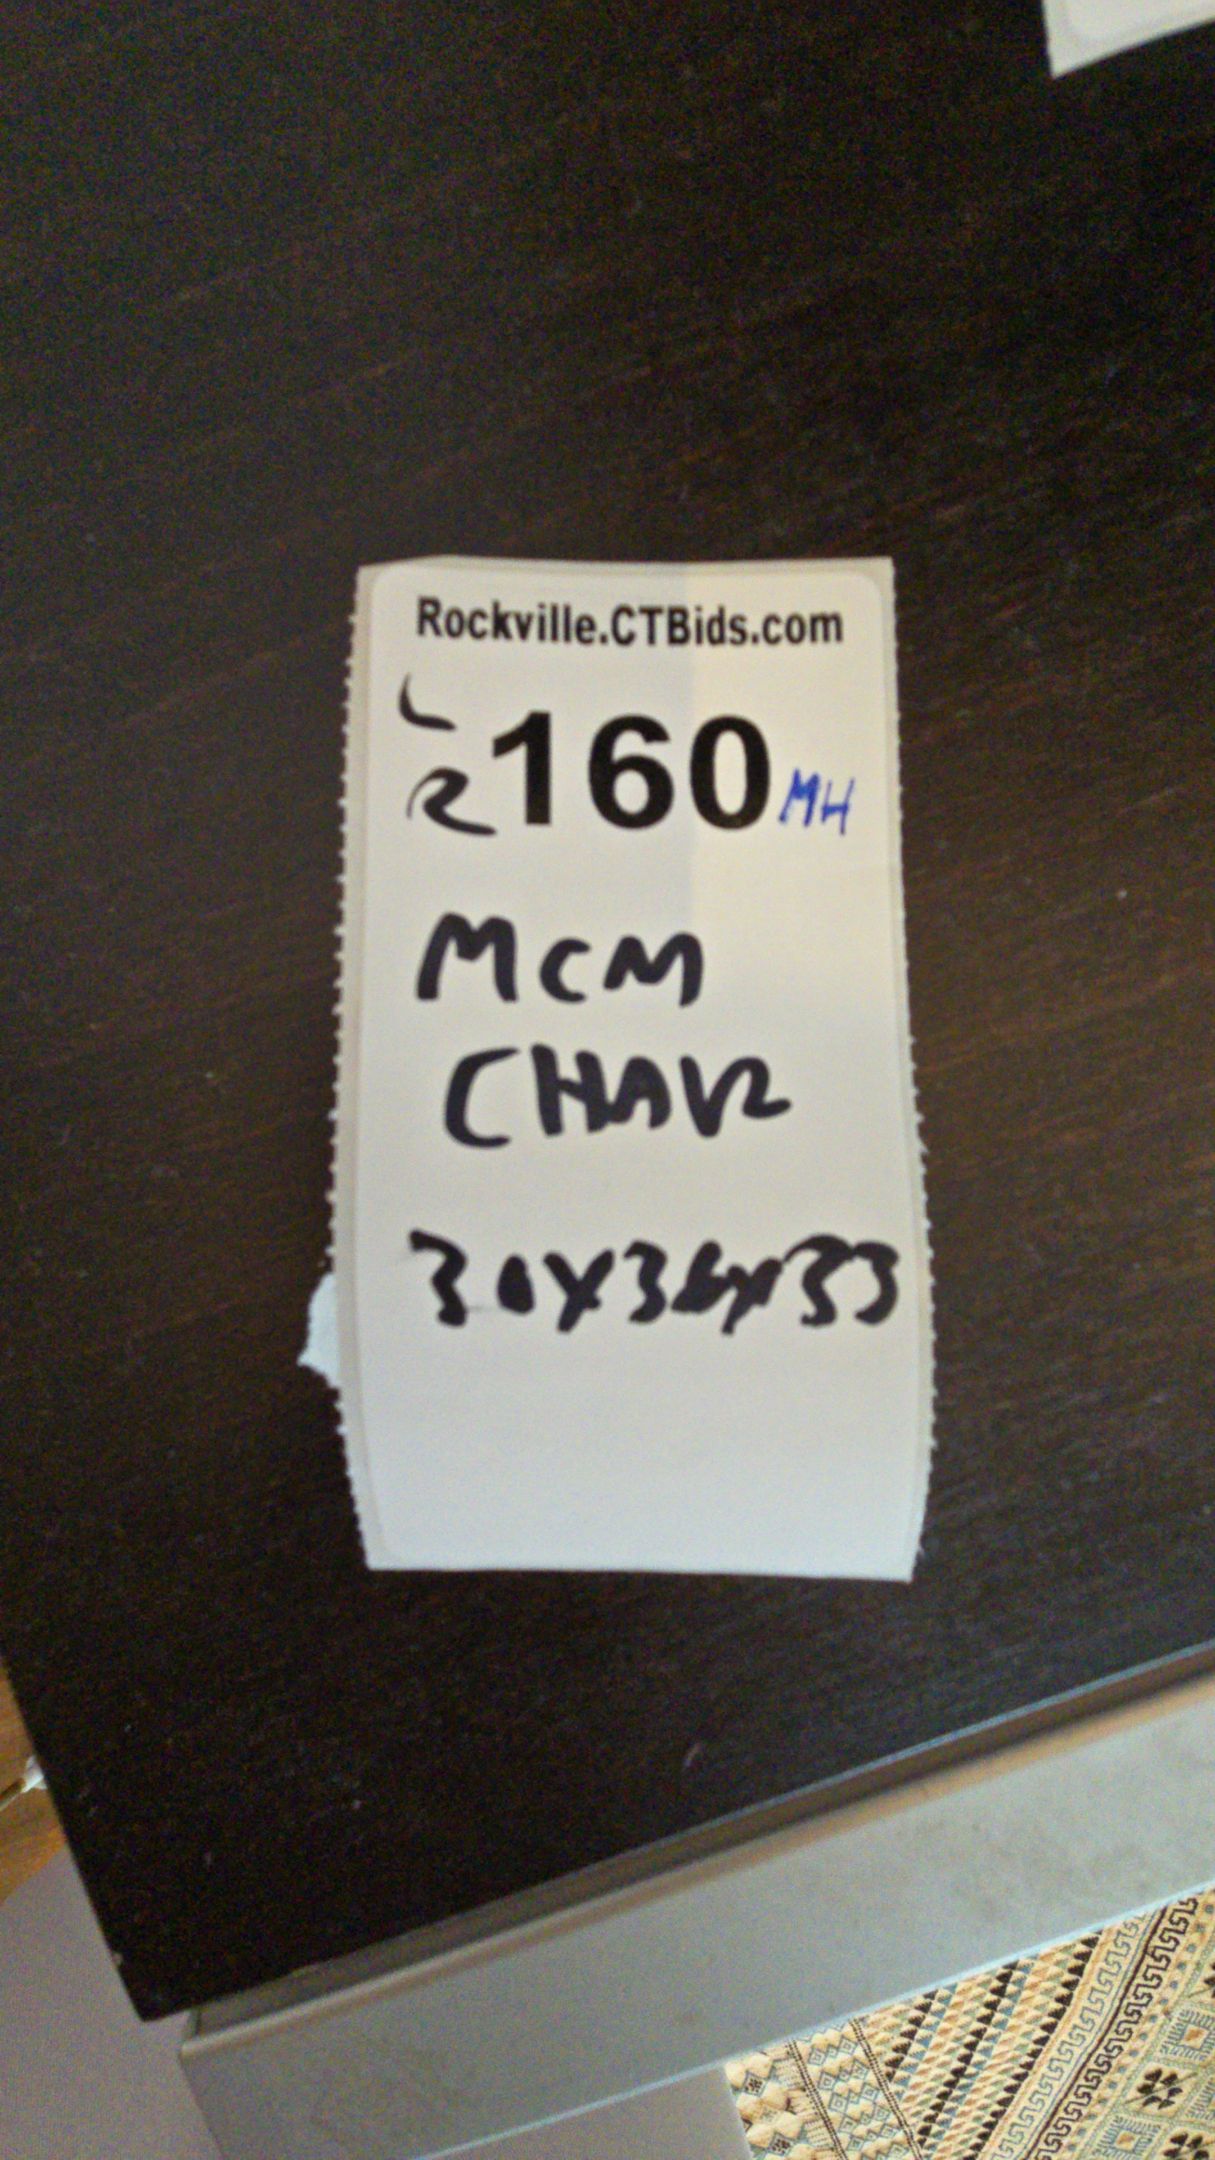 Rockville.CTBids.com
L
R 160 MH
MCM
CHAIR
30x36x33